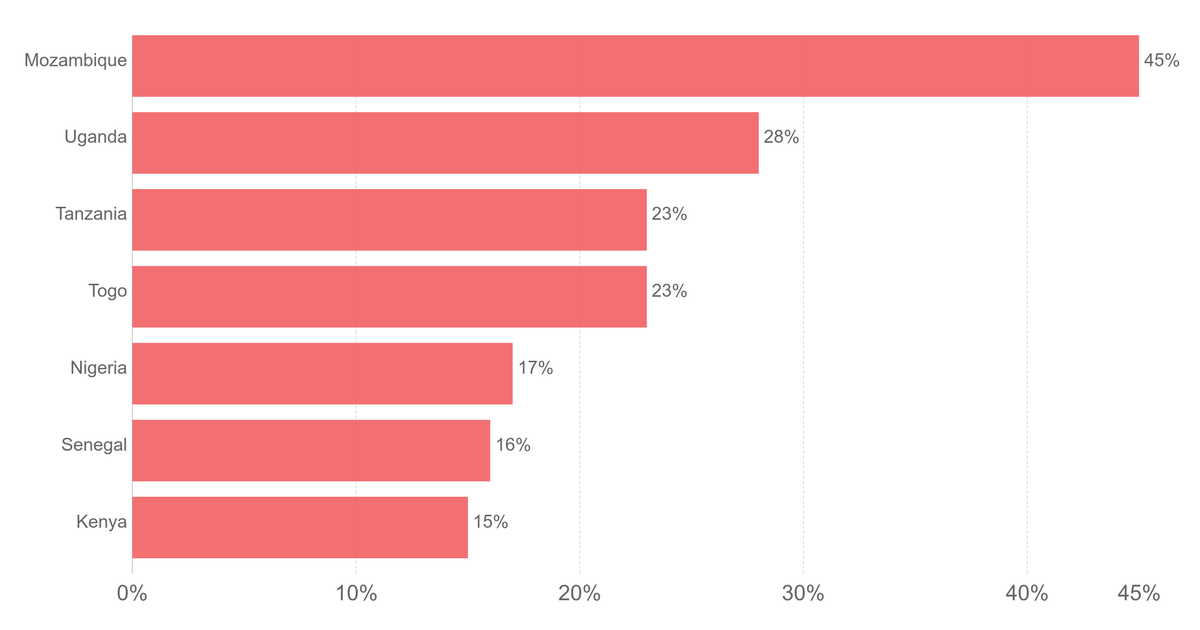 Mozambique 45%
Uganda 28%
Tanzania 23%
Togo 23%
Nigeria 17%
Senegal 16%
Kenya 15%
0% 10% 20% 30% 40% 45%